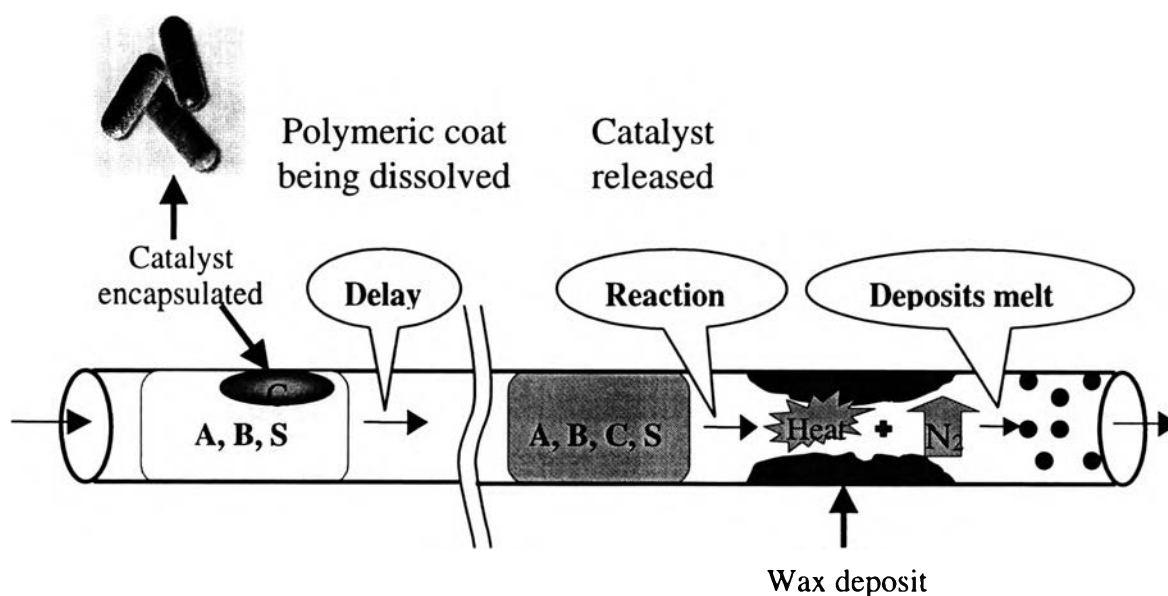 Polymeric coat
being dissolved
Catalyst
released
Catalyst
encapsulated
Delay
Reaction
Deposits melt
C
A, B, S
A, B, C, S
Heat
+
N₂
Wax deposit